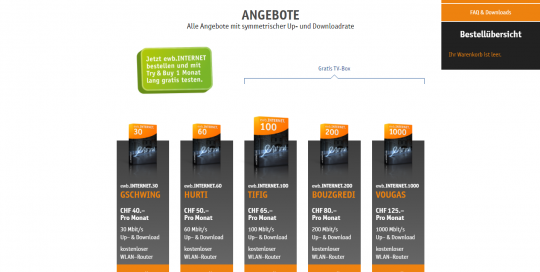 FAQ & Downloads
ANGEBOTE
Alle Angebote mit symmetrischer Up- und Downloadrate
Bestellübersicht
Ihr Warenkorb ist leer.
Jetzt ewb.INTERNET
bestellen und mit
Try & Buy 1 Monat
lang gratis testen.
Gratis TV-Box
30
60
100
200
1000
ewb.INTERNET.30
GSCHWING
CHF 40.–
Pro Monat
30 Mbit/s
Up- & Download
kostenloser
WLAN-Router
ewb.INTERNET.60
HURTI
CHF 50.–
Pro Monat
60 Mbit/s
Up- & Download
kostenloser
WLAN-Router
ewb.INTERNET.100
TIFIG
CHF 65.–
Pro Monat
100 Mbit/s
Up- & Download
kostenloser
WLAN-Router
ewb.INTERNET.200
BOUZGREDI
CHF 80.–
Pro Monat
200 Mbit/s
Up- & Download
kostenloser
WLAN-Router
ewb.INTERNET.1000
VOUGAS
CHF 125.–
Pro Monat
1000 Mbit/s
Up- & Download
kostenloser
WLAN-Router